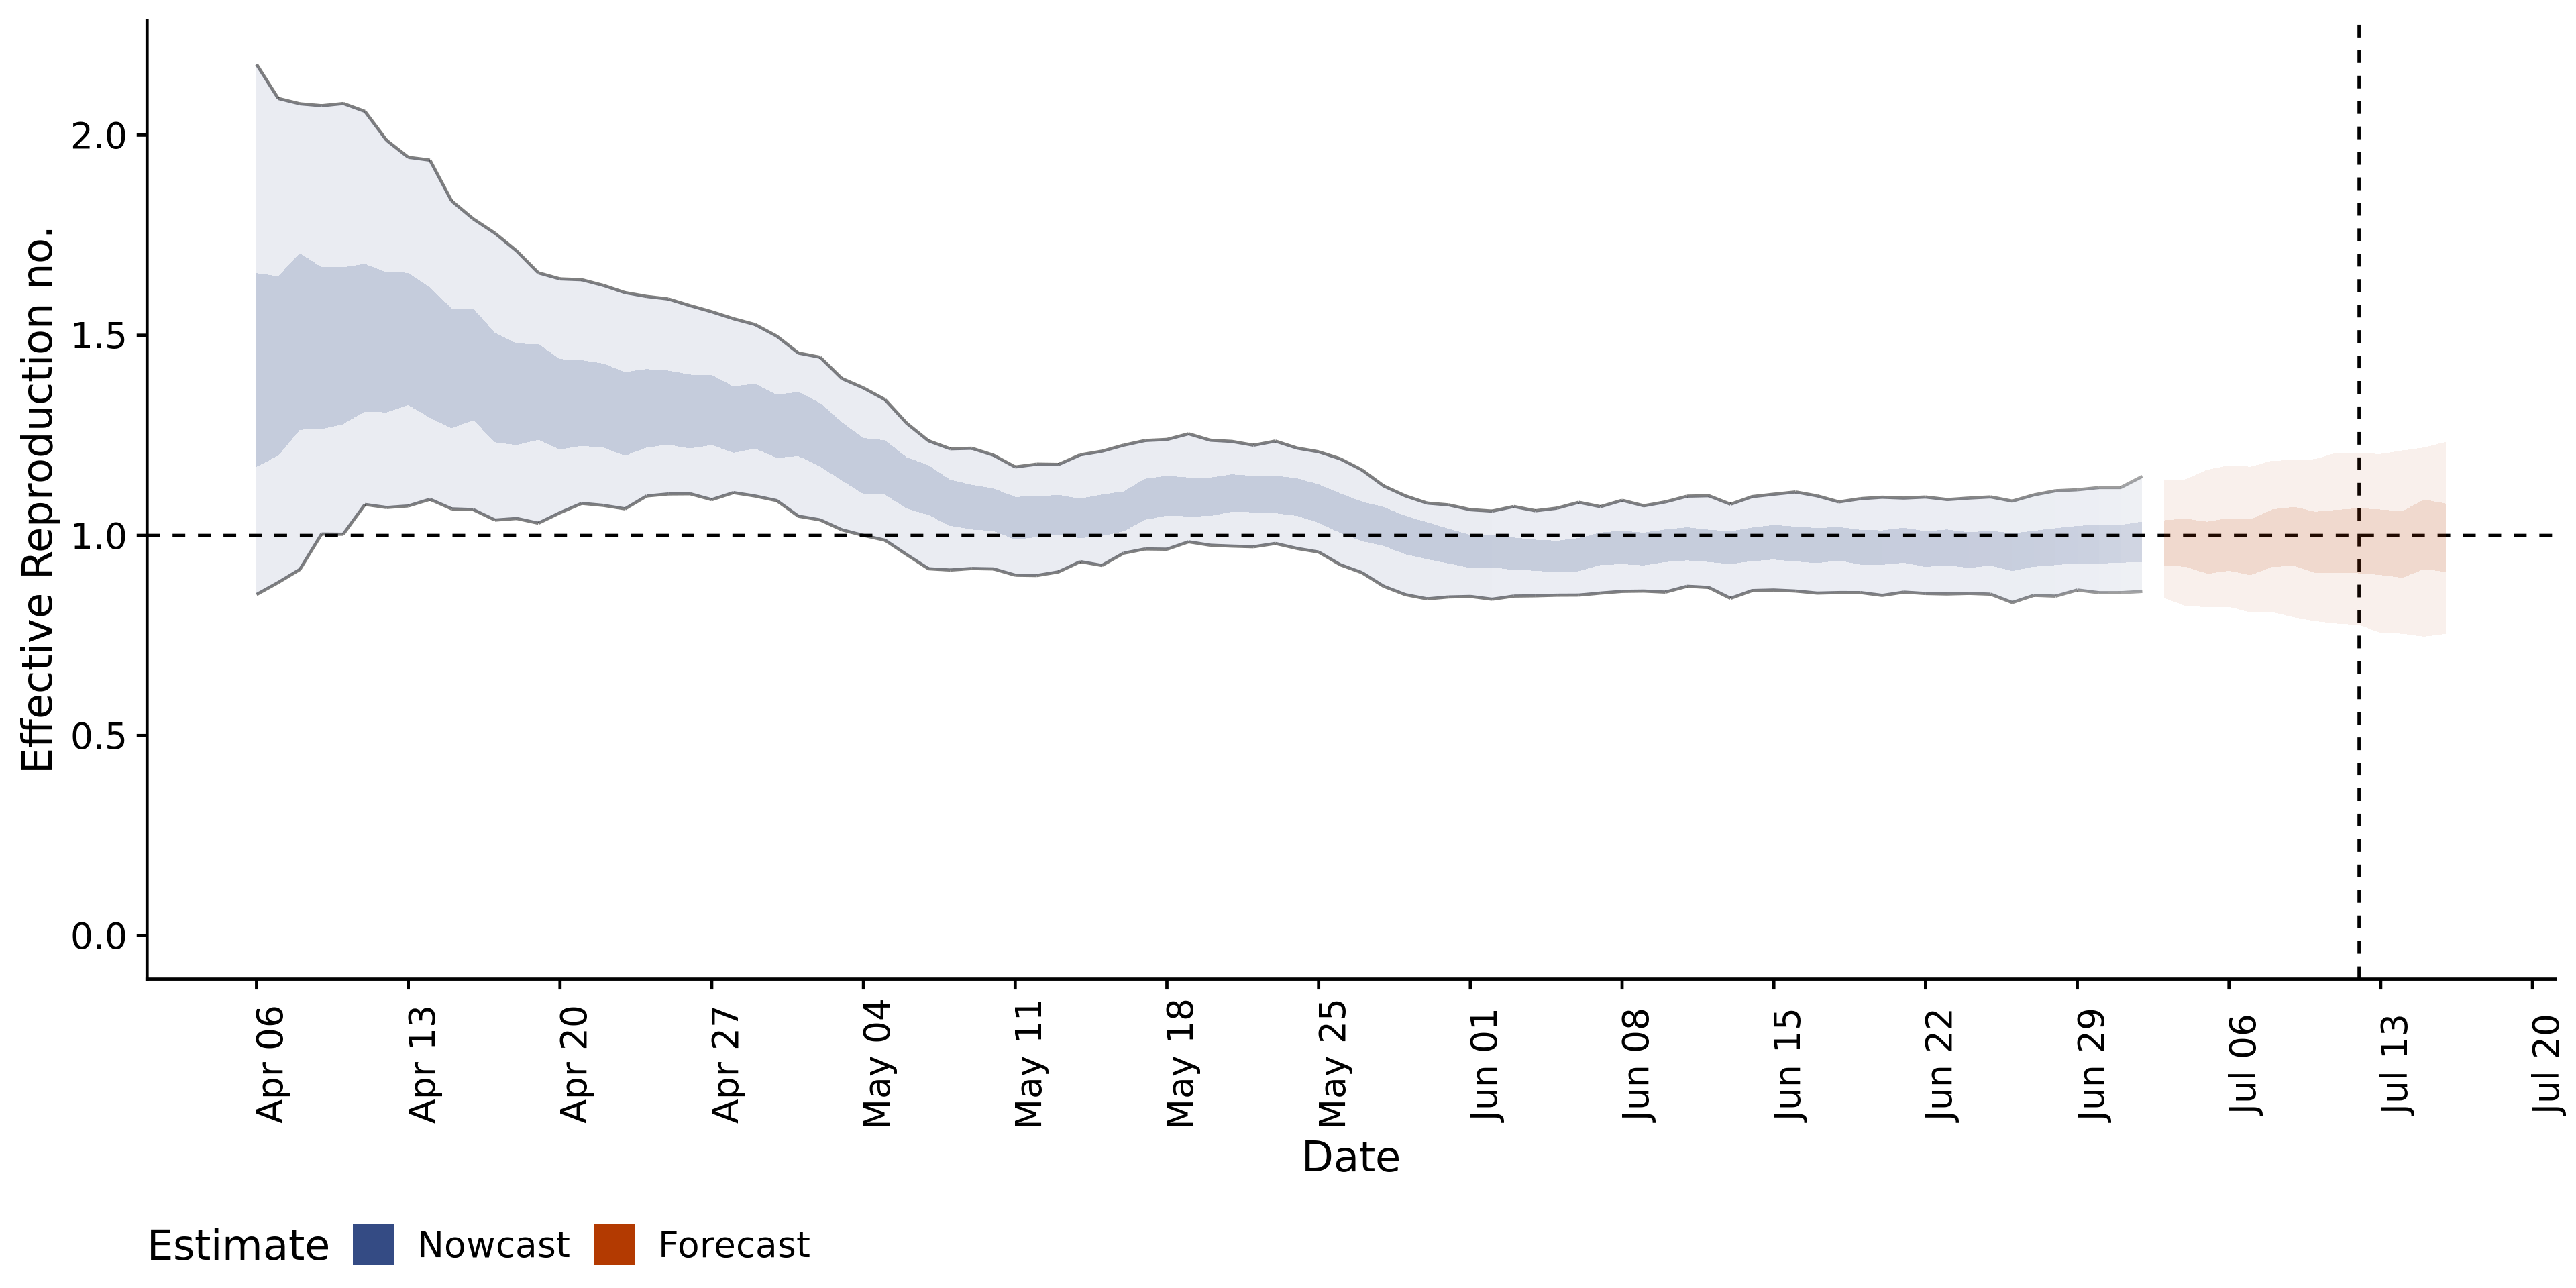 Effective Reproduction no.
2.0
1.5
1.0
0.5
0.0
Apr 06
Apr 13
Apr 20
Apr 27
May 04
May 11
May 18
May 25
Jun 01
Jun 08
Jun 15
Jun 22
Jun 29
Jul 06
Jul 13
Jul 20
Date
Estimate Nowcast Forecast